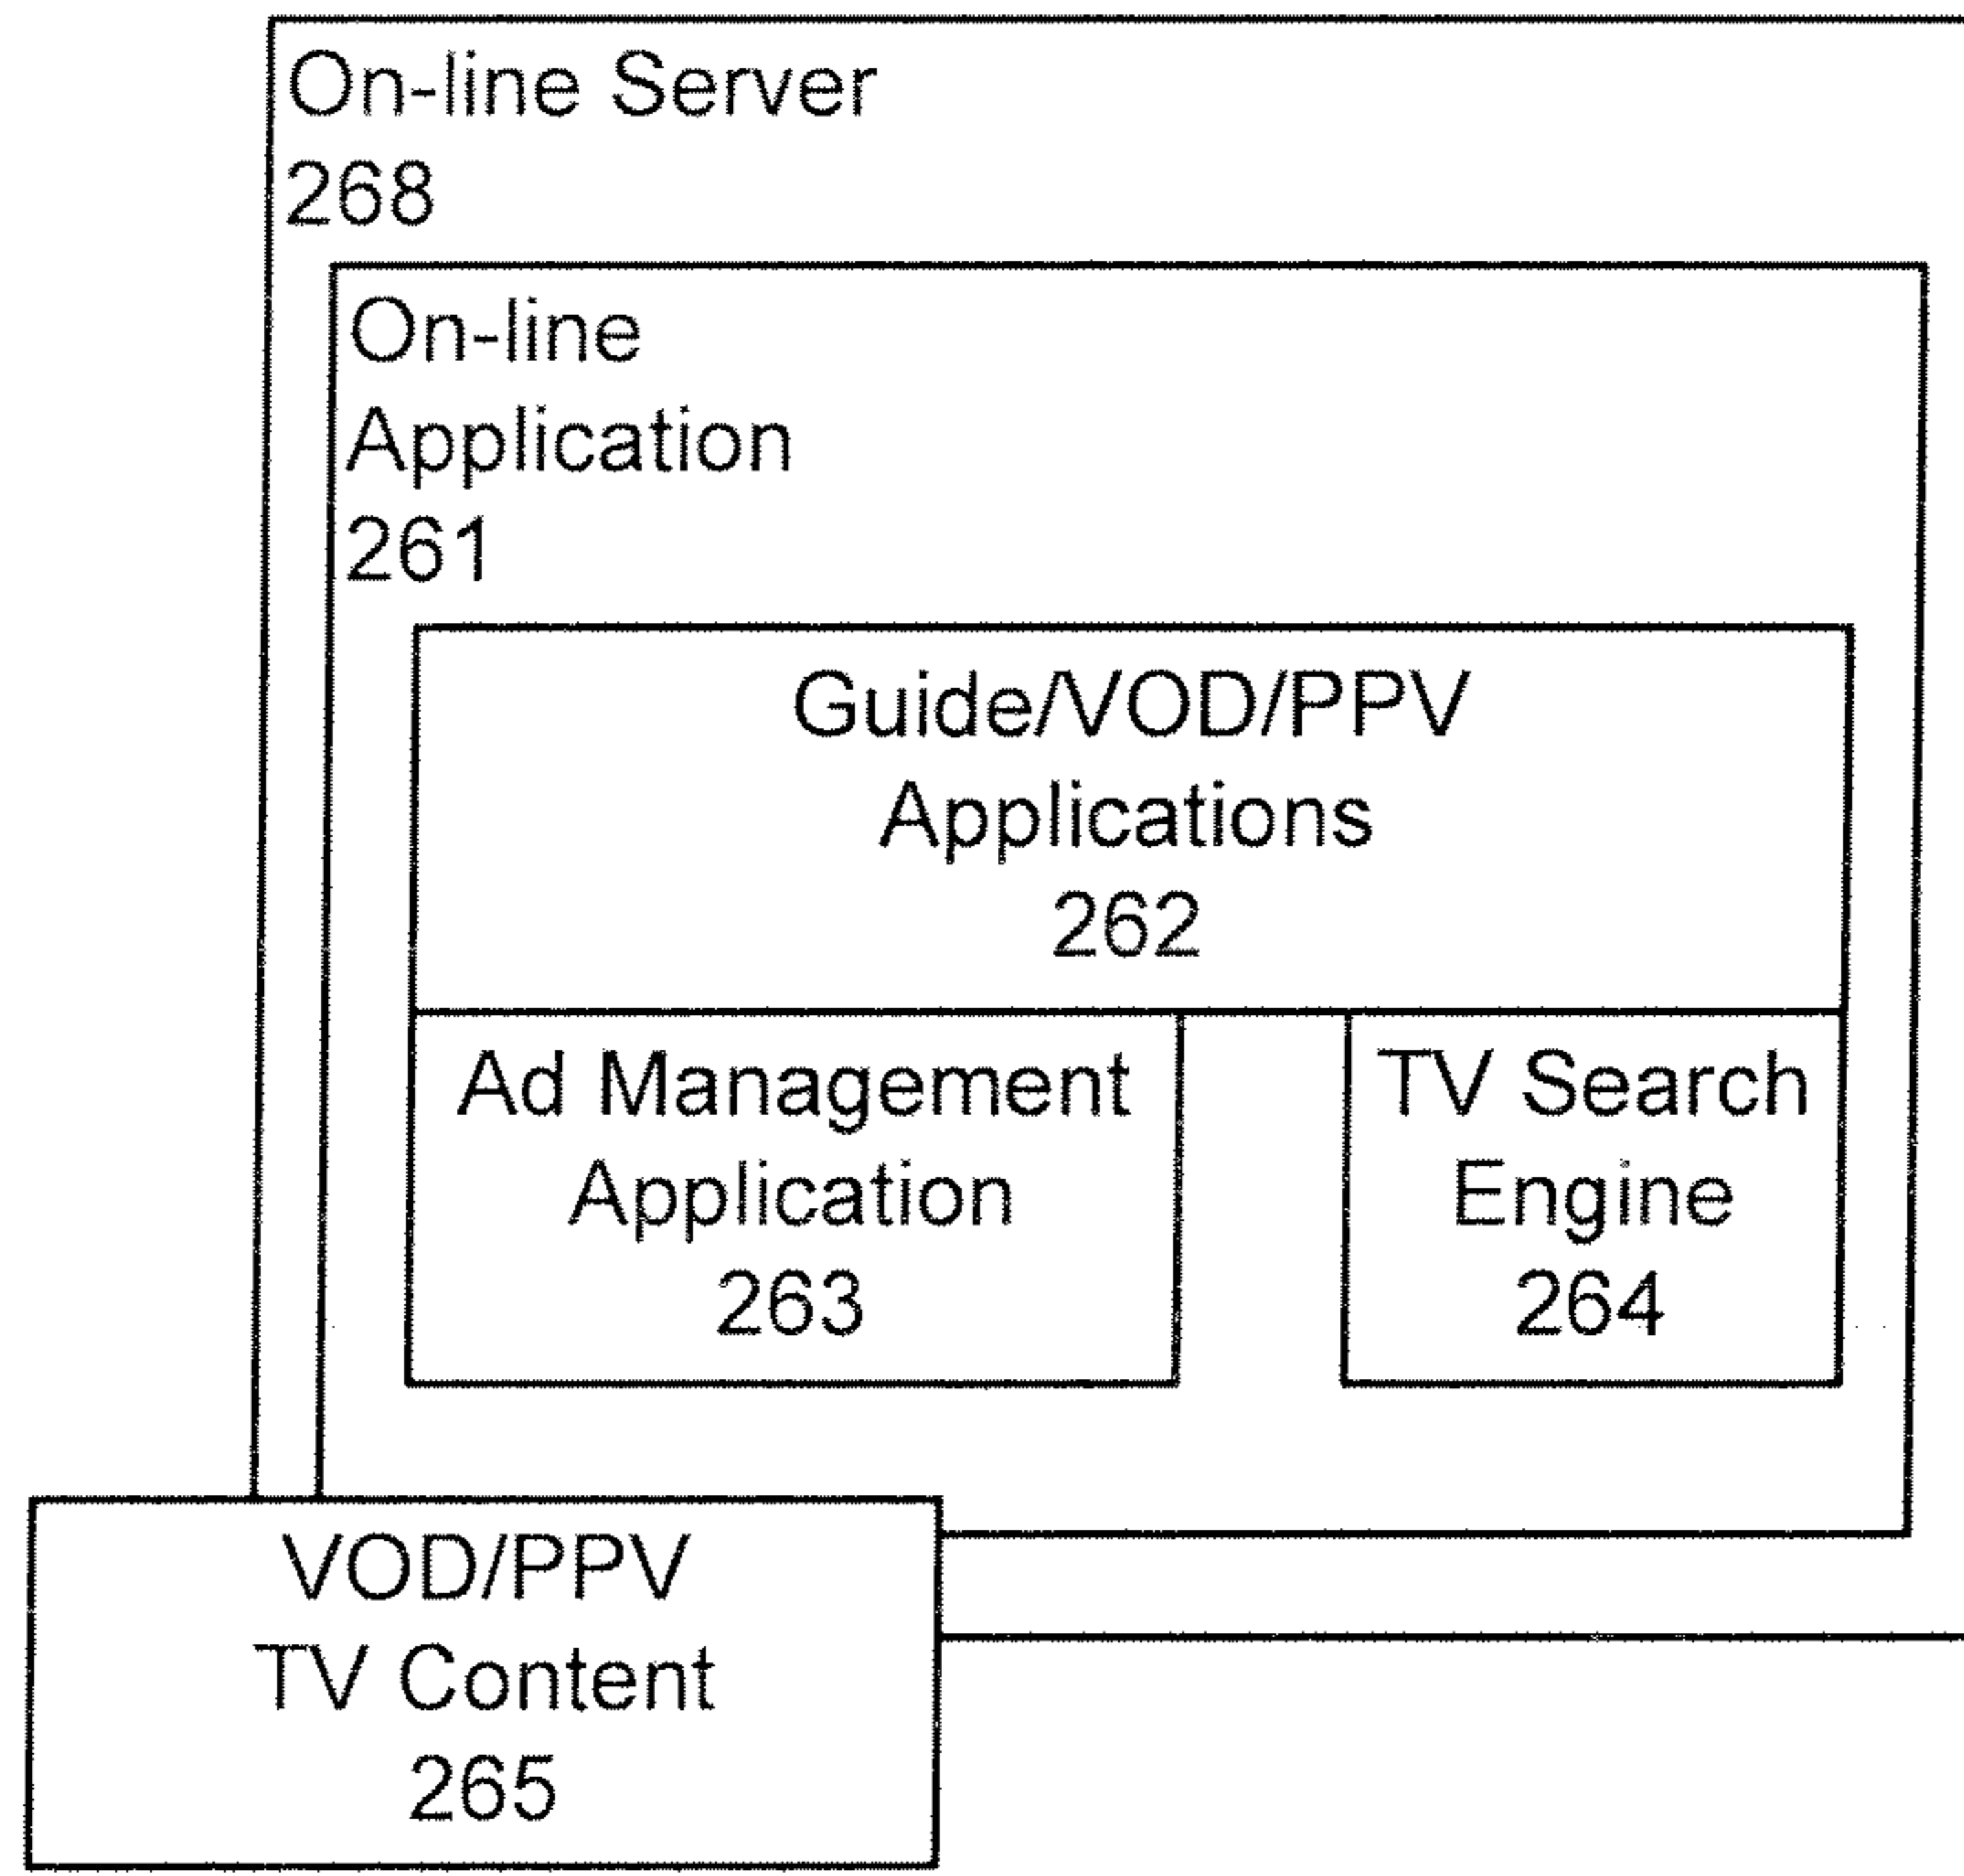 On-line Server
268
On-line
Application
261
Guide/VOD/PPV
Applications
262
Ad Management
Application
263
TV Search
Engine
264
VOD/PPV
TV Content
265